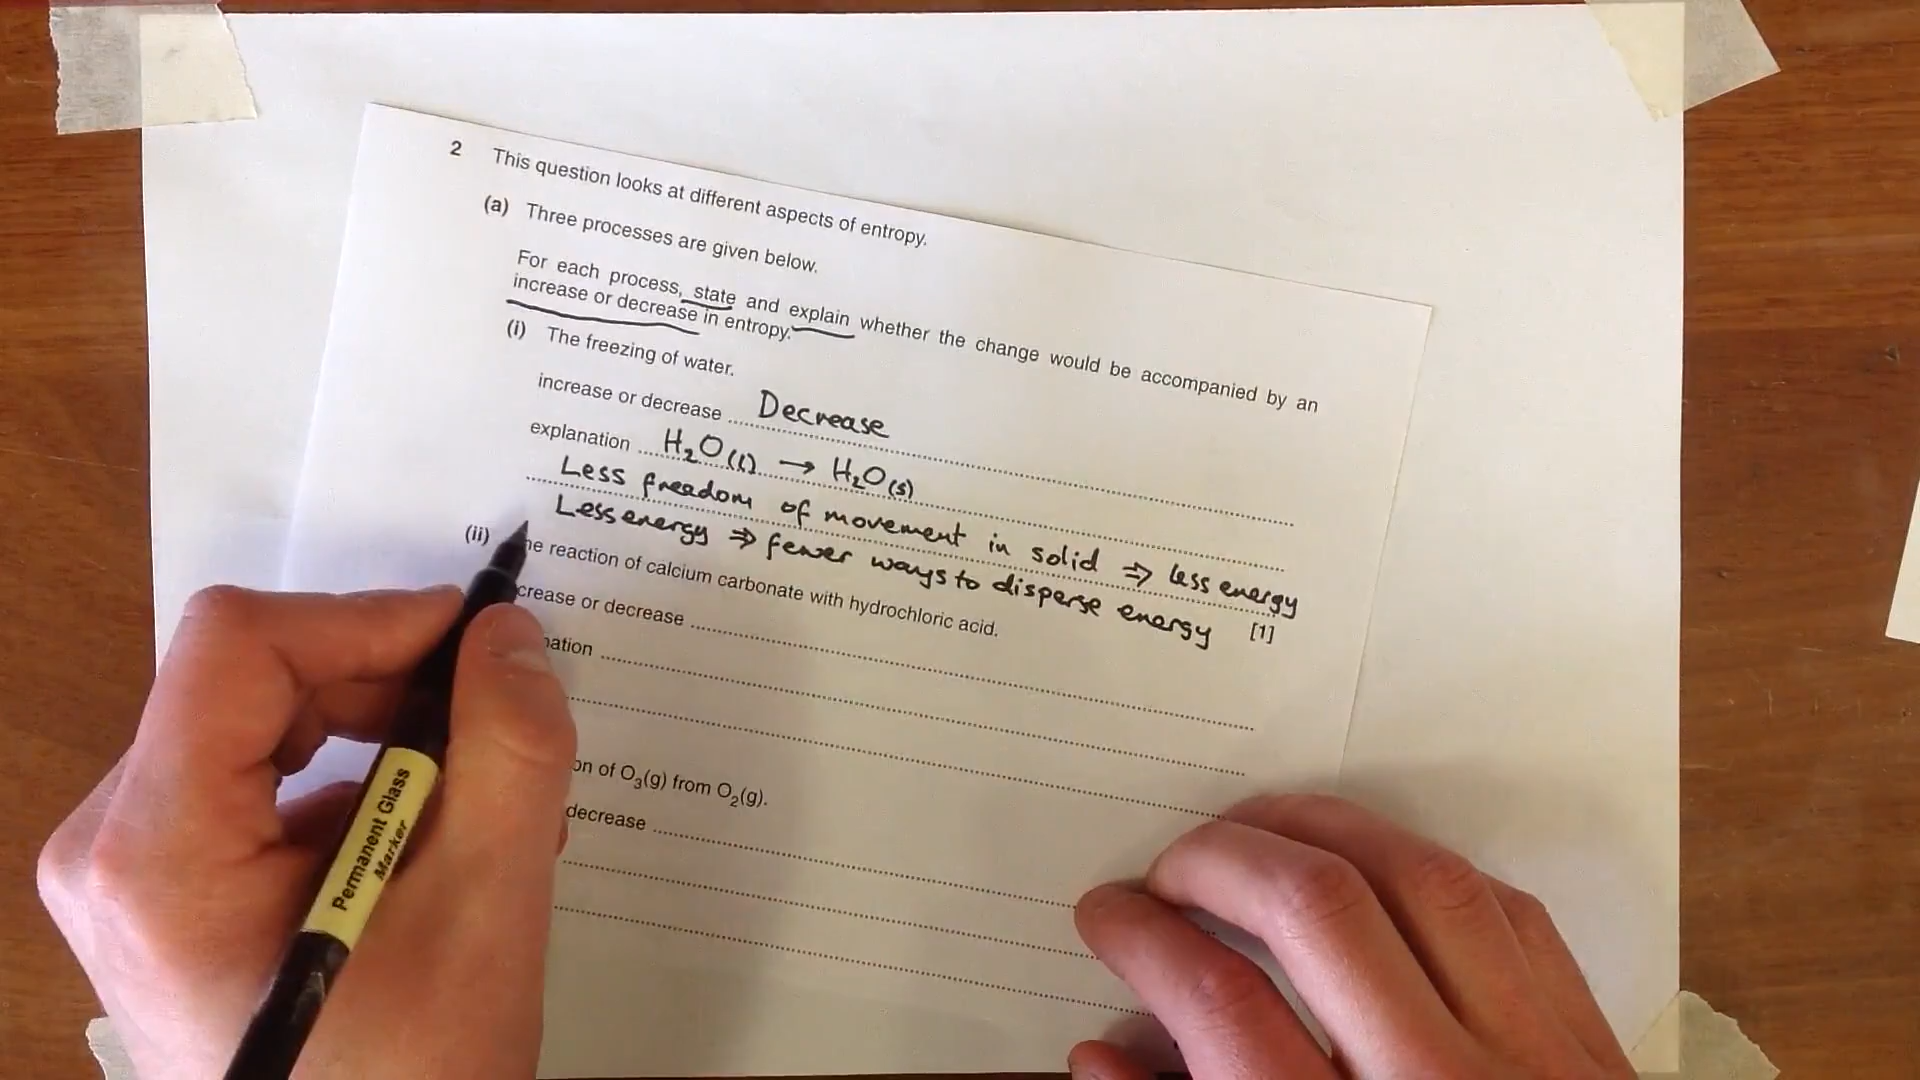 2 This question looks at different aspects of entropy.
(a) Three processes are given below.
For each process, state and explain whether the change would be accompanied by an
increase or decrease in entropy.
(i) The freezing of water.
increase or decrease Decrease
explanation H2O(l) → H2O(s)
Less freedom of movement in solid ⇒ less energy
Less energy ⇒ fewer ways to disperse energy [1]
(ii) reaction of calcium carbonate with hydrochloric acid.
or decrease
of O3(g) from O2(g).
decrease
Permanent Glass
Marker